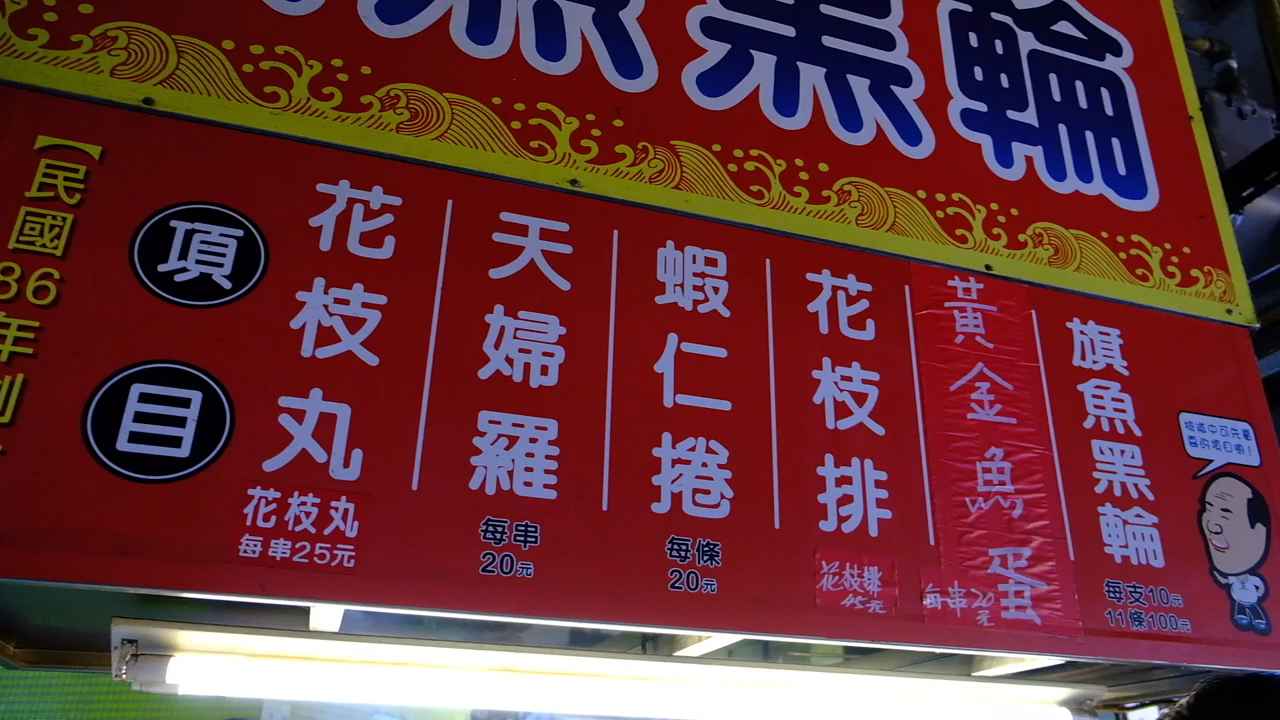 黑輪
旗魚黑輪
每支10元
11條100元
黃金魚蛋
每串20元
花枝排
花枝排
45元
蝦仁捲
每條
20元
天婦羅
每串
20元
花枝丸
花枝丸
每串25元
項目
【民國86年創